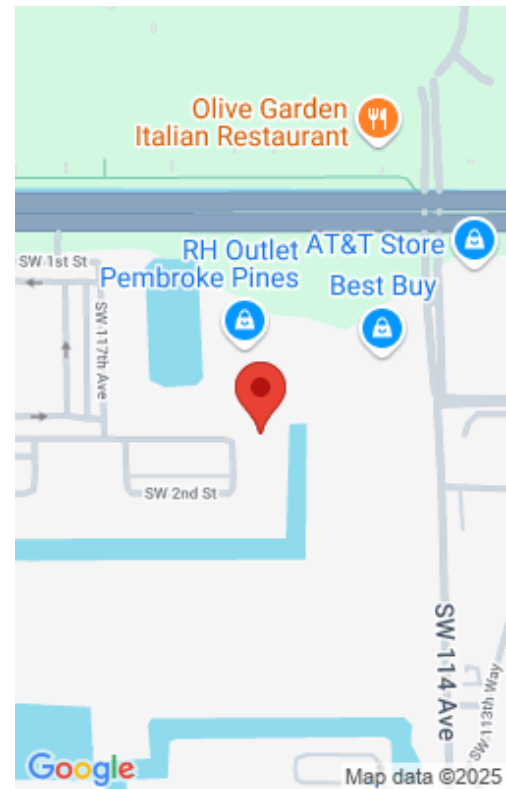 Olive Garden
Italian Restaurant
SW 1st St
RH Outlet
Pembroke Pines
AT&T Store
Best Buy
SW 117th Ave
SW 2nd St
SW 114 Ave
SW 113th Way
Google
Map data ©2025